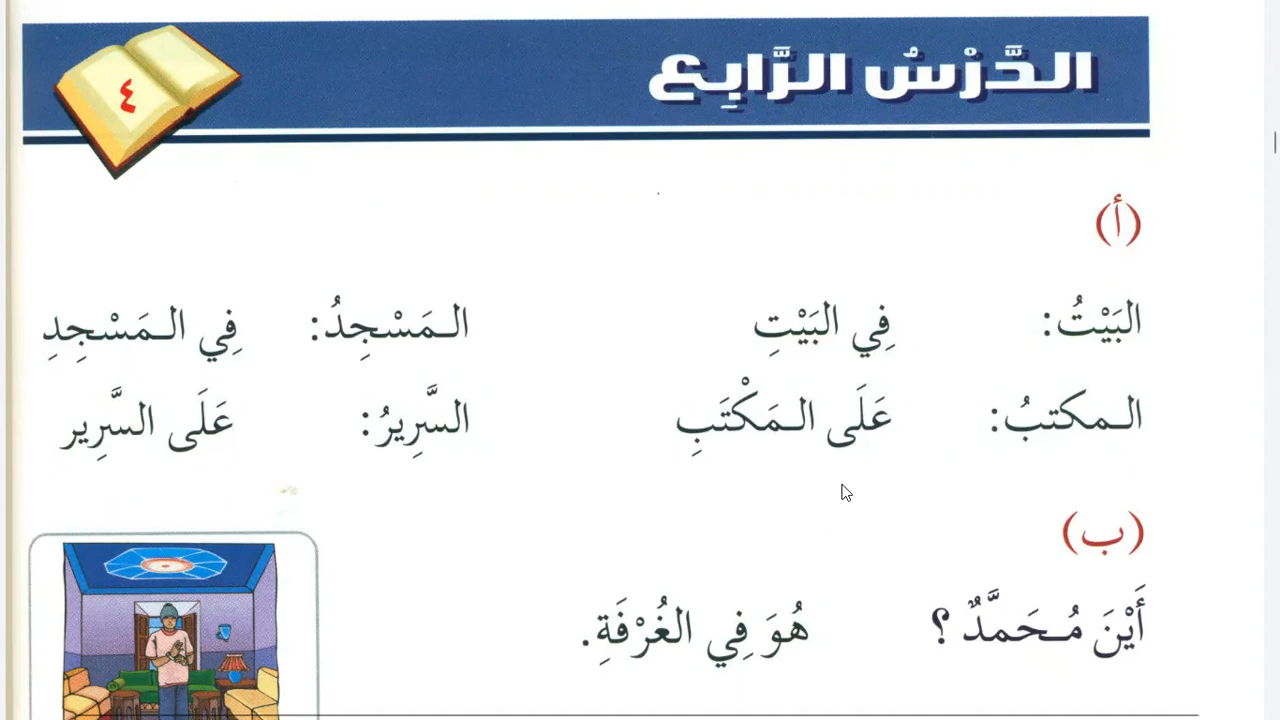 الدَّرْسُ الرَّابِع
٤
(أ)
البَيْتُ: فِي البَيْتِ المَسْجِدُ: فِي المَسْجِدِ
المكتبُ: عَلَى المَكْتَبِ السَّرِيرُ: عَلَى السَّرِير
(ب)
أَيْنَ مُحَمَّدٌ ؟ هُوَ فِي الغُرْفَةِ.